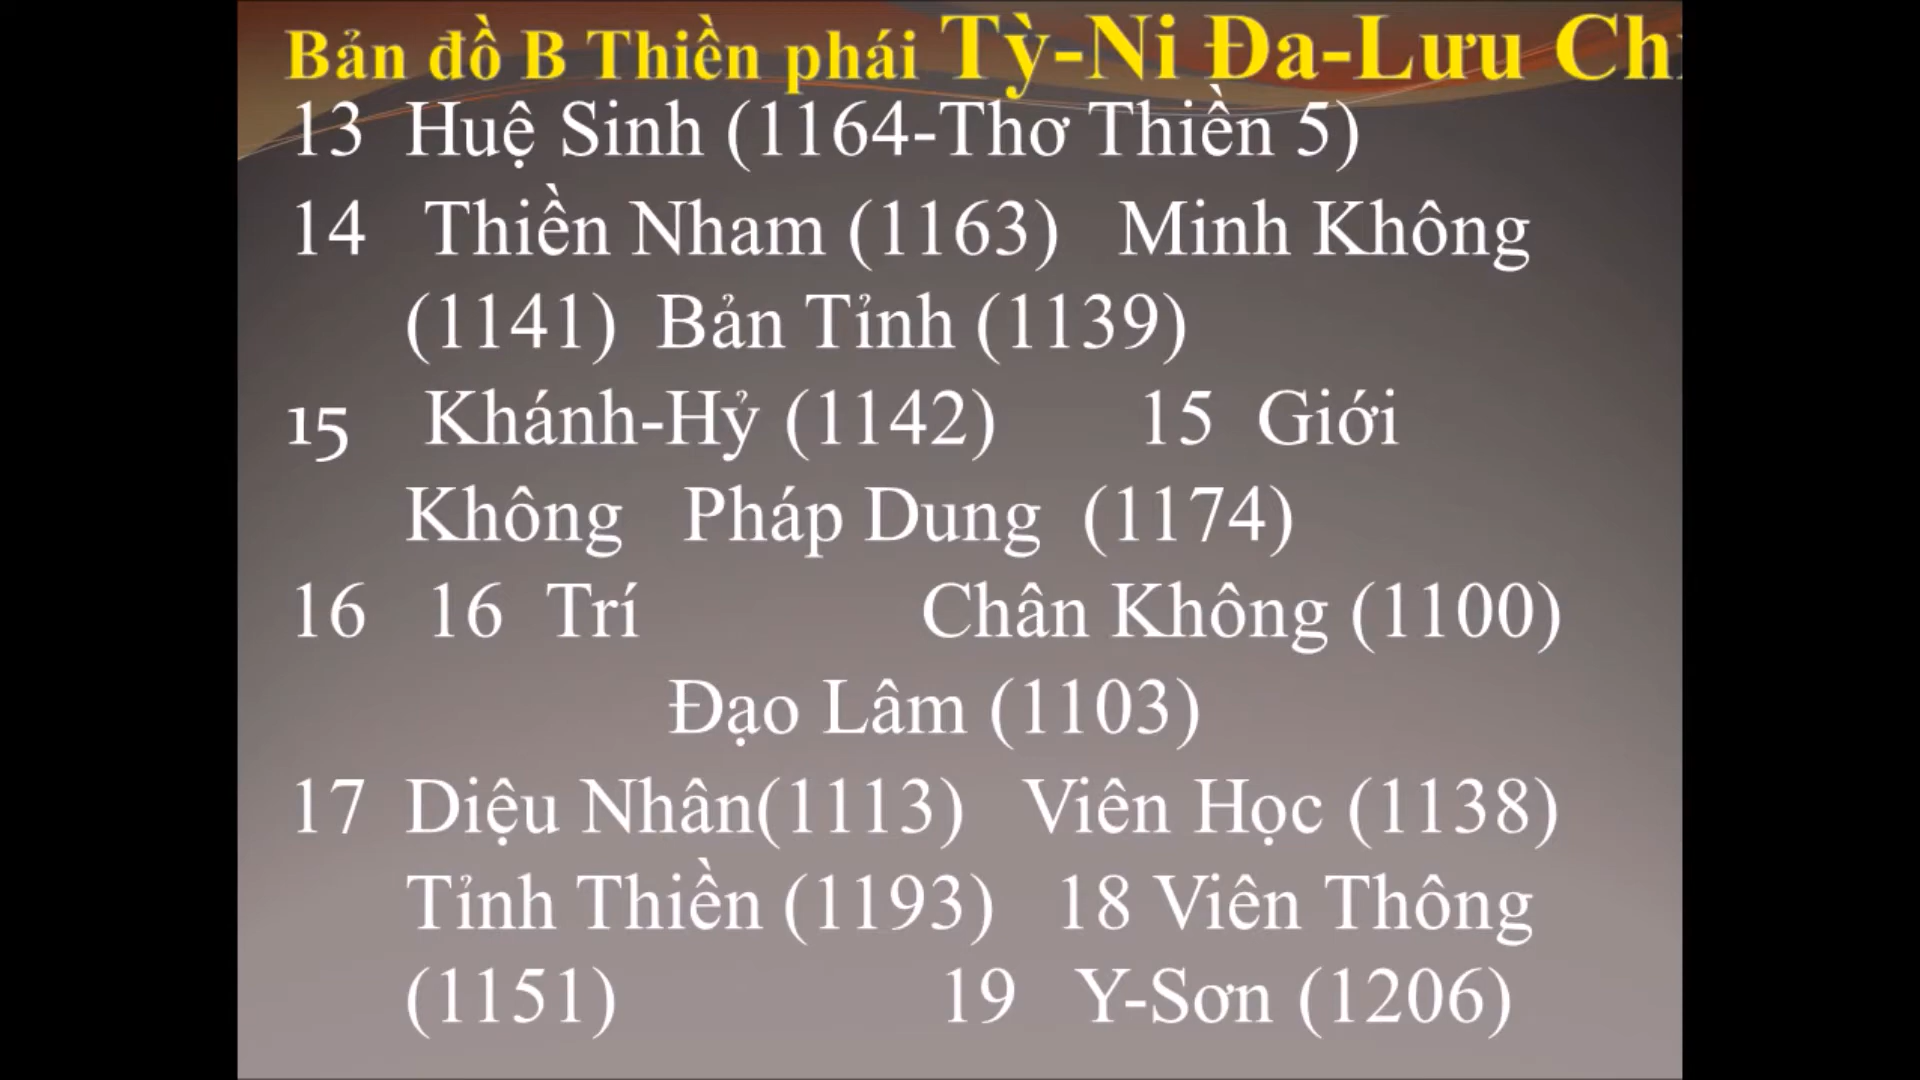 Bản đồ B Thiền phái Tỳ-Ni Đa-Lưu Ch
13 Huệ Sinh (1164-Thơ Thiền 5)
14 Thiền Nham (1163) Minh Không
(1141) Bản Tỉnh (1139)
15 Khánh-Hỷ (1142) 15 Giới
Không Pháp Dung (1174)
16 16 Trí Chân Không (1100)
Đạo Lâm (1103)
17 Diệu Nhân(1113) Viên Học (1138)
Tỉnh Thiền (1193) 18 Viên Thông
(1151) 19 Y-Sơn (1206)